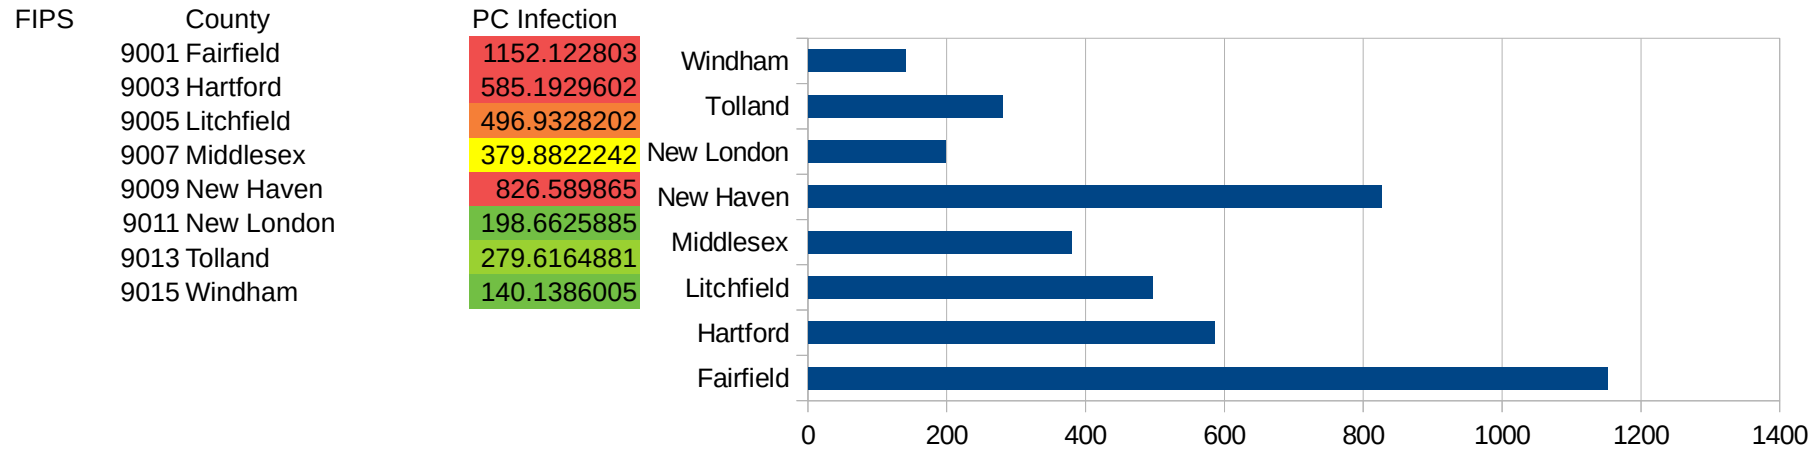 FIPS County PC Infection
9001 Fairfield 1152.122803
9003 Hartford 585.1929602
9005 Litchfield 496.9328202
9007 Middlesex 379.8822242
9009 New Haven 826.589865
9011 New London 198.6625885
9013 Tolland 279.6164881
9015 Windham 140.1386005
Windham
Tolland
New London
New Haven
Middlesex
Litchfield
Hartford
Fairfield
0 200 400 600 800 1000 1200 1400